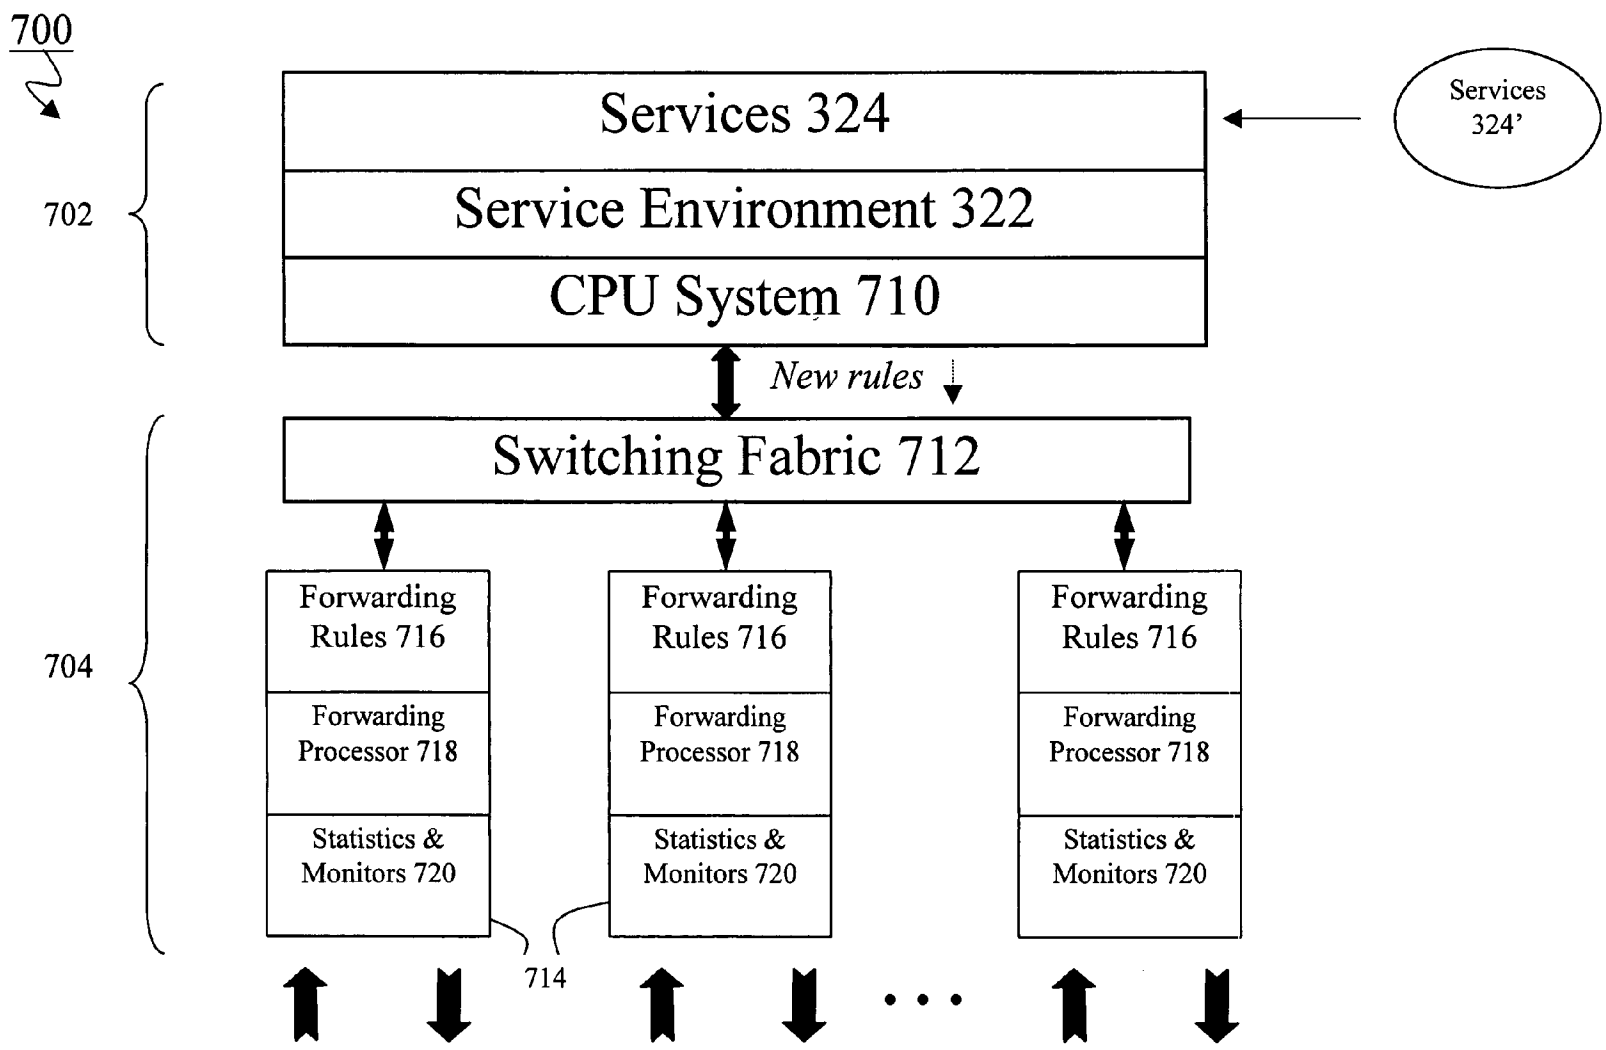 700
Services 324
Services
324’
702
Service Environment 322
CPU System 710
New rules
Switching Fabric 712
704
Forwarding
Rules 716
Forwarding
Processor 718
Statistics &
Monitors 720
Forwarding
Rules 716
Forwarding
Processor 718
Statistics &
Monitors 720
Forwarding
Rules 716
Forwarding
Processor 718
Statistics &
Monitors 720
714
• • •